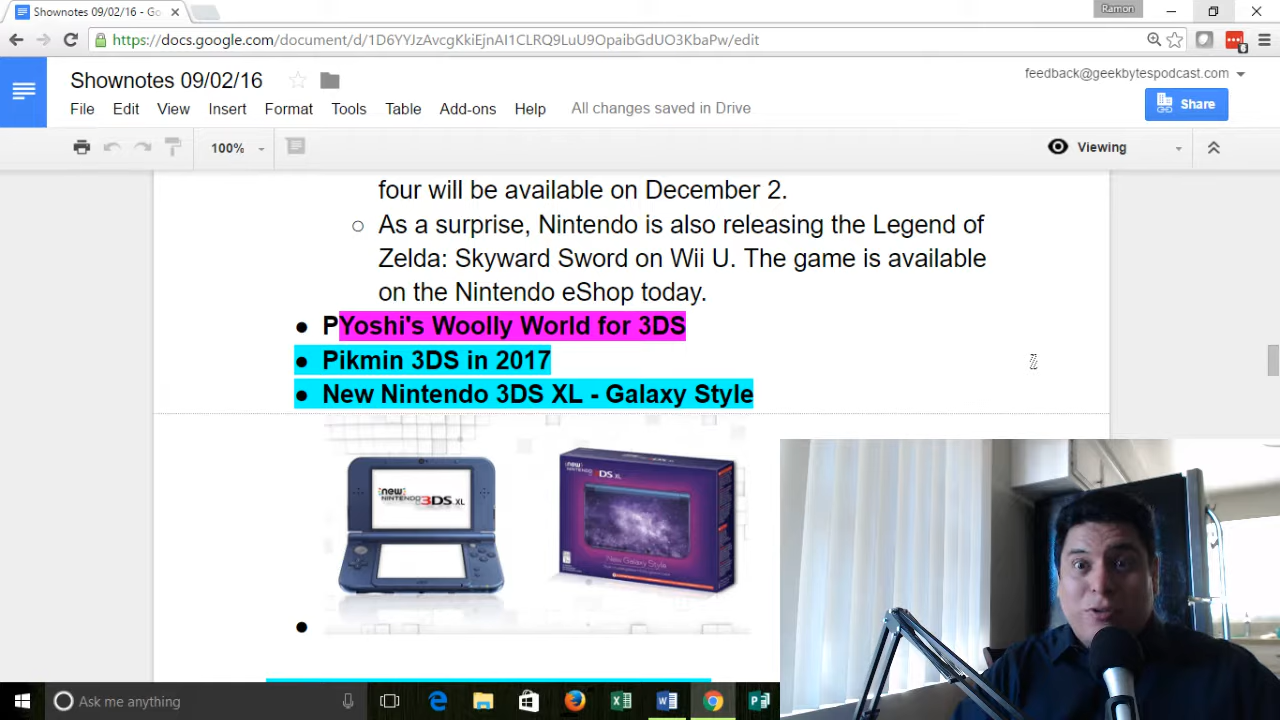 Shownotes 09/02/16 - Go
Ramon
https://docs.google.com/document/d/1D6YYJzAvcgKkiEjnAI1CLRQ9LuU9OpaibGdUO3KbaPw/edit
Shownotes 09/02/16
feedback@geekbytespodcast.com
File Edit View Insert Format Tools Table Add-ons Help All changes saved in Drive
Share
100%
Viewing
four will be available on December 2.
As a surprise, Nintendo is also releasing the Legend of
Zelda: Skyward Sword on Wii U. The game is available
on the Nintendo eShop today.
PYoshi's Woolly World for 3DS
Pikmin 3DS in 2017
New Nintendo 3DS XL - Galaxy Style
new
NINTENDO 3DS XL
new
NINTENDO 3DS XL
New Galaxy Style
Ask me anything